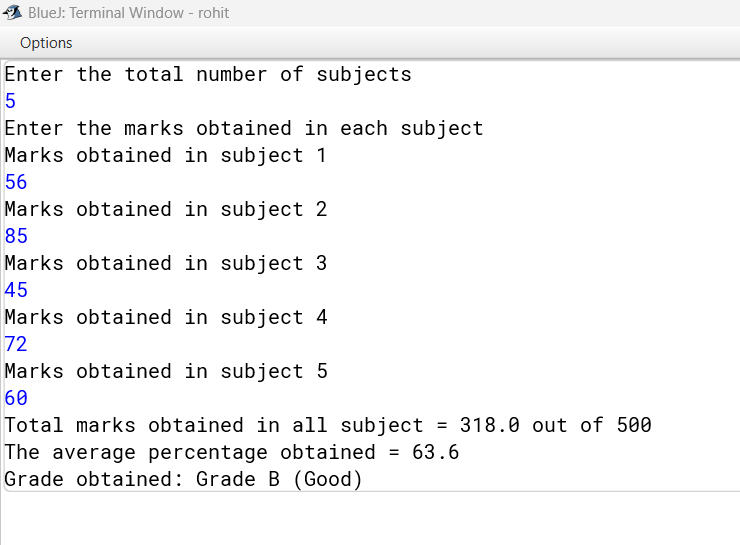 BlueJ: Terminal Window - rohit
Options
Enter the total number of subjects
5
Enter the marks obtained in each subject
Marks obtained in subject 1
56
Marks obtained in subject 2
85
Marks obtained in subject 3
45
Marks obtained in subject 4
72
Marks obtained in subject 5
60
Total marks obtained in all subject = 318.0 out of 500
The average percentage obtained = 63.6
Grade obtained: Grade B (Good)